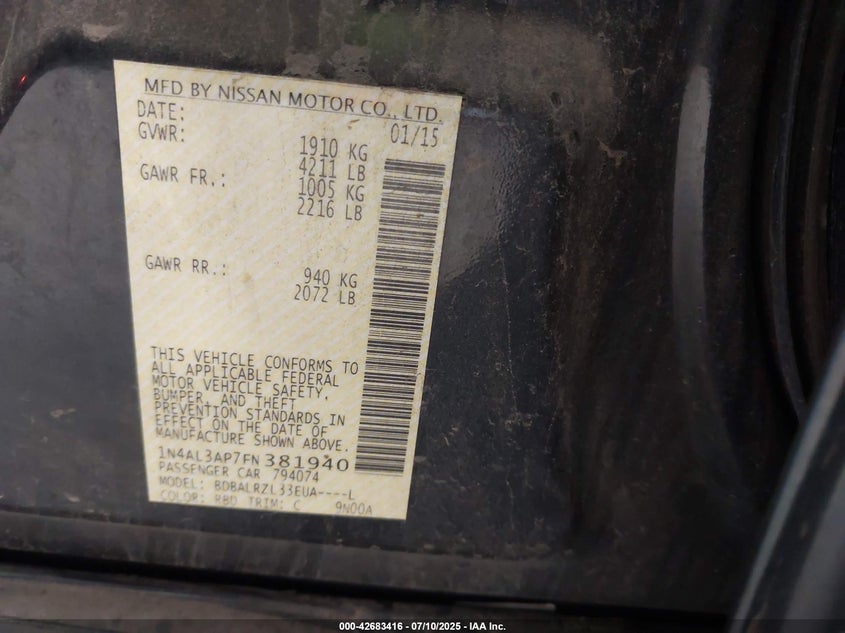 MFD BY NISSAN MOTOR CO., LTD.
DATE: 01/15
GVWR: 1910 KG
4211 LB
GAWR FR.: 1005 KG
2216 LB
GAWR RR.: 940 KG
2072 LB
THIS VEHICLE CONFORMS TO
ALL APPLICABLE FEDERAL
MOTOR VEHICLE SAFETY,
BUMPER, AND THEFT
PREVENTION STANDARDS IN
EFFECT ON THE DATE OF
MANUFACTURE SHOWN ABOVE.
1N4AL3AP7FN381940
PASSENGER CAR 794074
MODEL: BDBALRZL33EUA----L
COLOR: RBD TRIM: C 9N00A
000-42683416 - 07/10/2025 - IAA Inc.